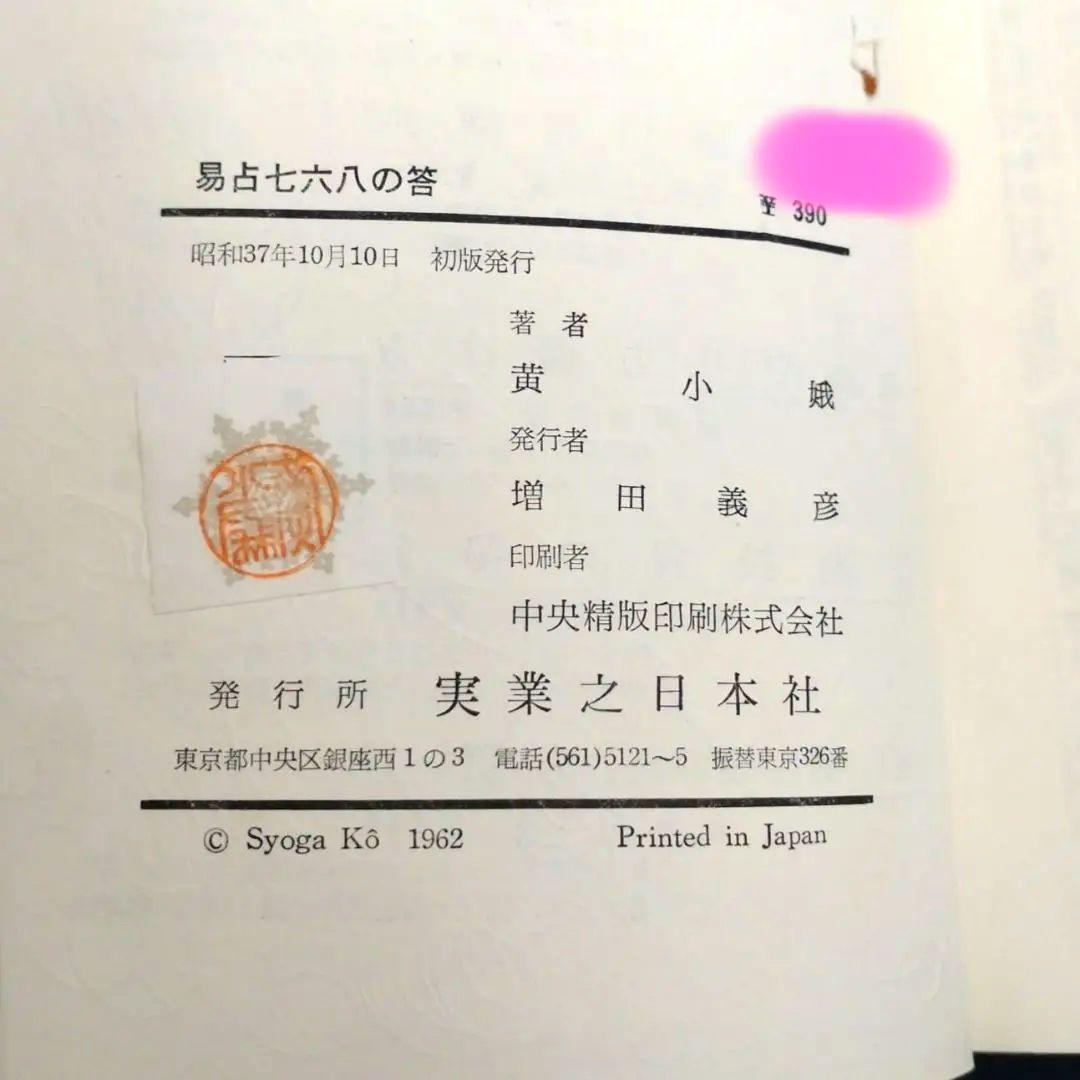 易占七六八の答
¥ 390
昭和37年10月10日 初版発行
著者
黄小娥
発行者
増田義彦
印刷者
中央精版印刷株式会社
発行所 実業之日本社
東京都中央区銀座西1の3 電話(561)5121～5 振替東京326番
© Syoga Kô 1962 Printed in Japan